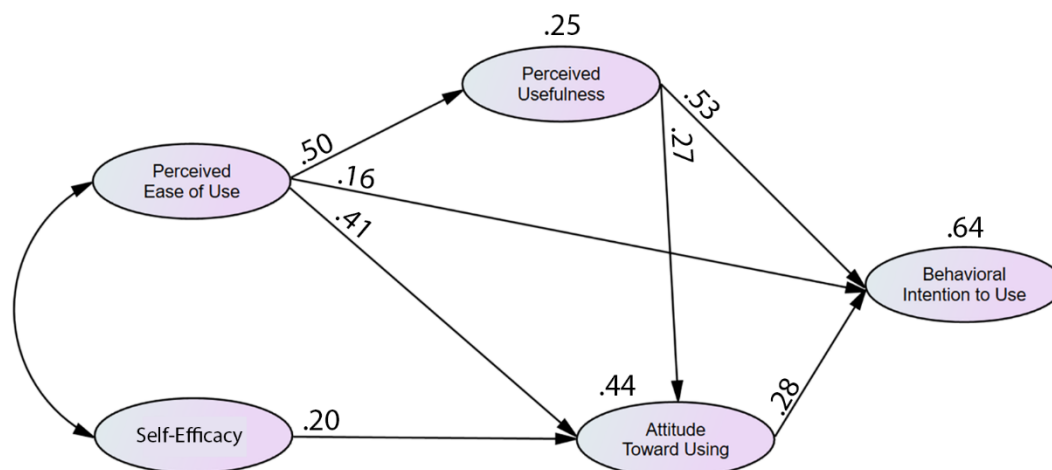 .25
Perceived
Usefulness
.53
.27
.50
Perceived
Ease of Use
.16
.41
.64
Behavioral
Intention to Use
.44
.28
Self-Efficacy
.20
Attitude
Toward Using